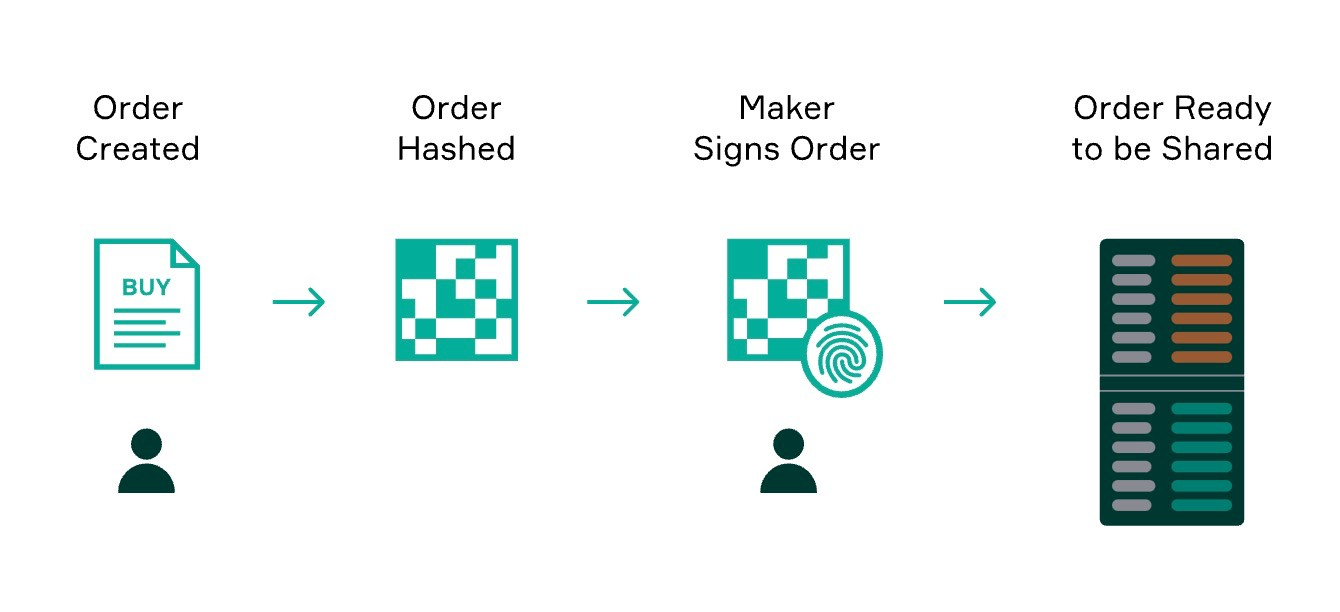 Order
Created
Order
Hashed
Maker
Signs Order
Order Ready
to be Shared
BUY